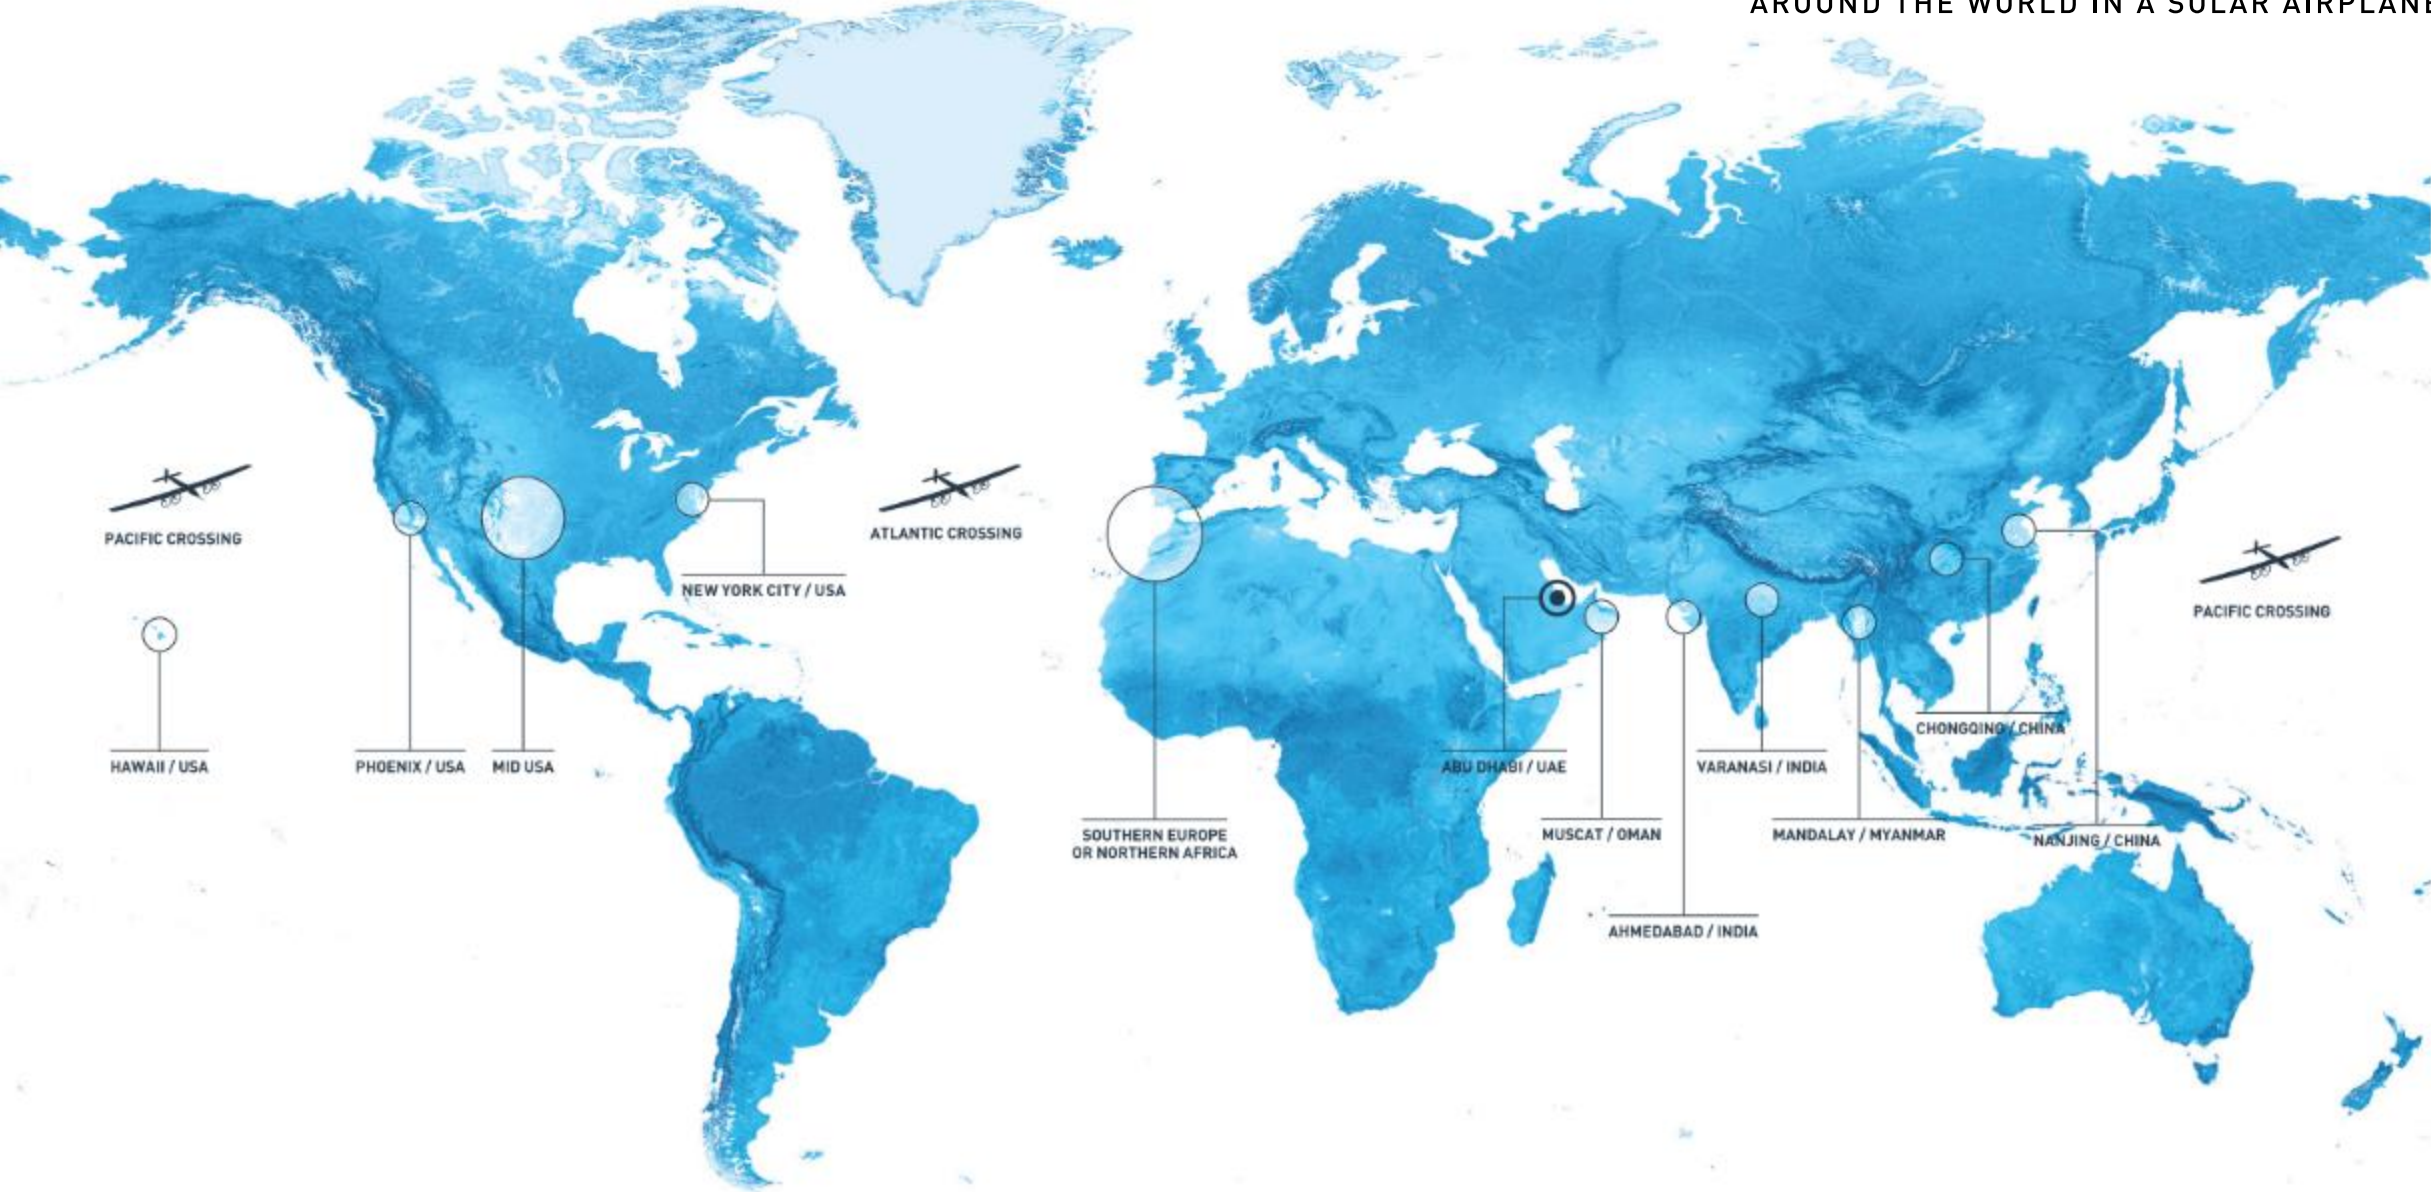 AROUND THE WORLD IN A SOLAR AIRPLANE
PACIFIC CROSSING
ATLANTIC CROSSING
NEW YORK CITY / USA
PACIFIC CROSSING
HAWAII / USA
PHOENIX / USA
MID USA
CHONGQING / CHINA
ABU DHABI / UAE
VARANASI / INDIA
SOUTHERN EUROPE
OR NORTHERN AFRICA
MUSCAT / OMAN
MANDALAY / MYANMAR
NANJING / CHINA
AHMEDABAD / INDIA